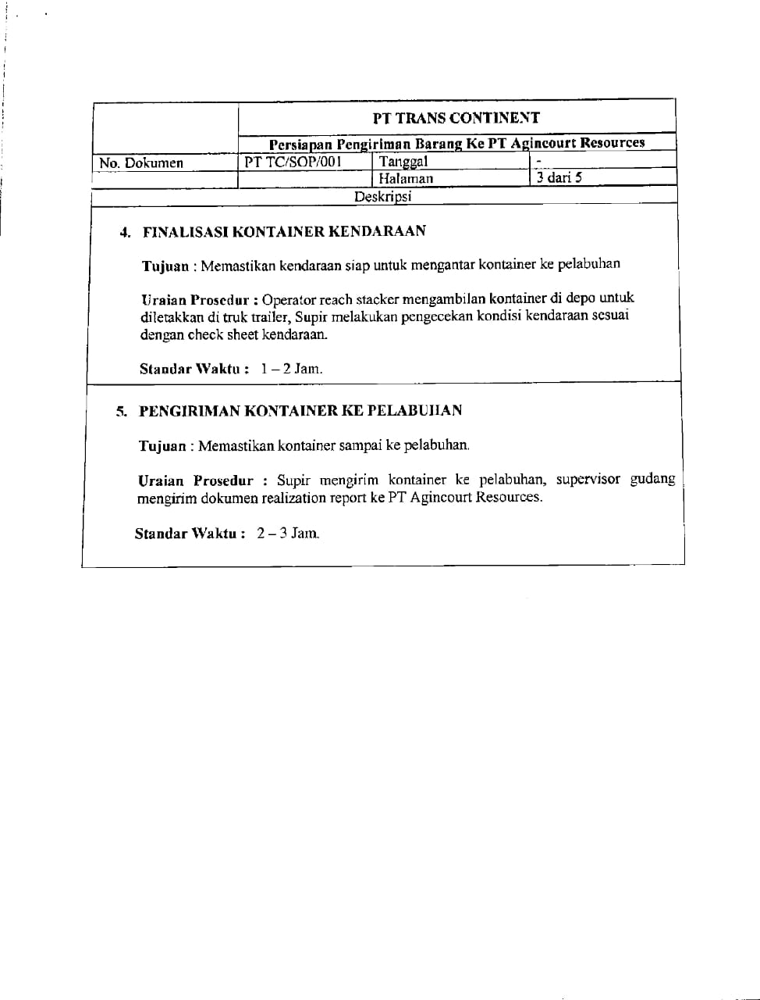 PT TRANS CONTINENT
Persiapan Pengiriman Barang Ke PT Agincourt Resources
No. Dokumen PT TC/SOP/001 Tanggal -
Halaman 3 dari 5
Deskripsi
4. FINALISASI KONTAINER KENDARAAN
Tujuan : Memastikan kendaraan siap untuk mengantar kontainer ke pelabuhan
Uraian Prosedur : Operator reach stacker mengambilan kontainer di depo untuk
diletakkan di truk trailer, Supir melakukan pengecekan kondisi kendaraan sesuai
dengan check sheet kendaraan.
Standar Waktu : 1 – 2 Jam.
5. PENGIRIMAN KONTAINER KE PELABUHAN
Tujuan : Memastikan kontainer sampai ke pelabuhan.
Uraian Prosedur : Supir mengirim kontainer ke pelabuhan, supervisor gudang
mengirim dokumen realization report ke PT Agincourt Resources.
Standar Waktu : 2 – 3 Jam.